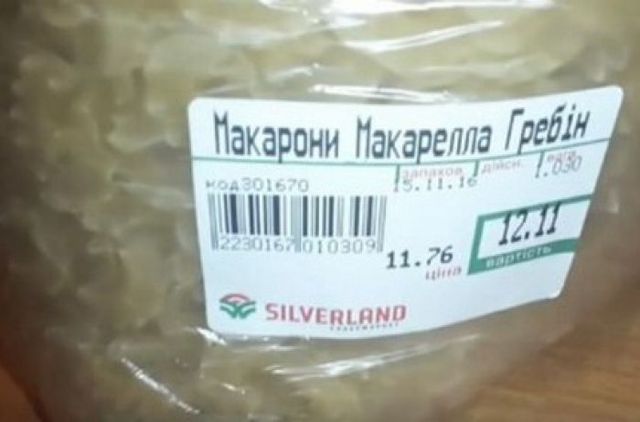 Макарони Макарелла Гребін
запаков. дійсн. вага
код301670 15.11.16 1.030
2230167010309
11.76 12.11
ціна вартість
SILVERLAND